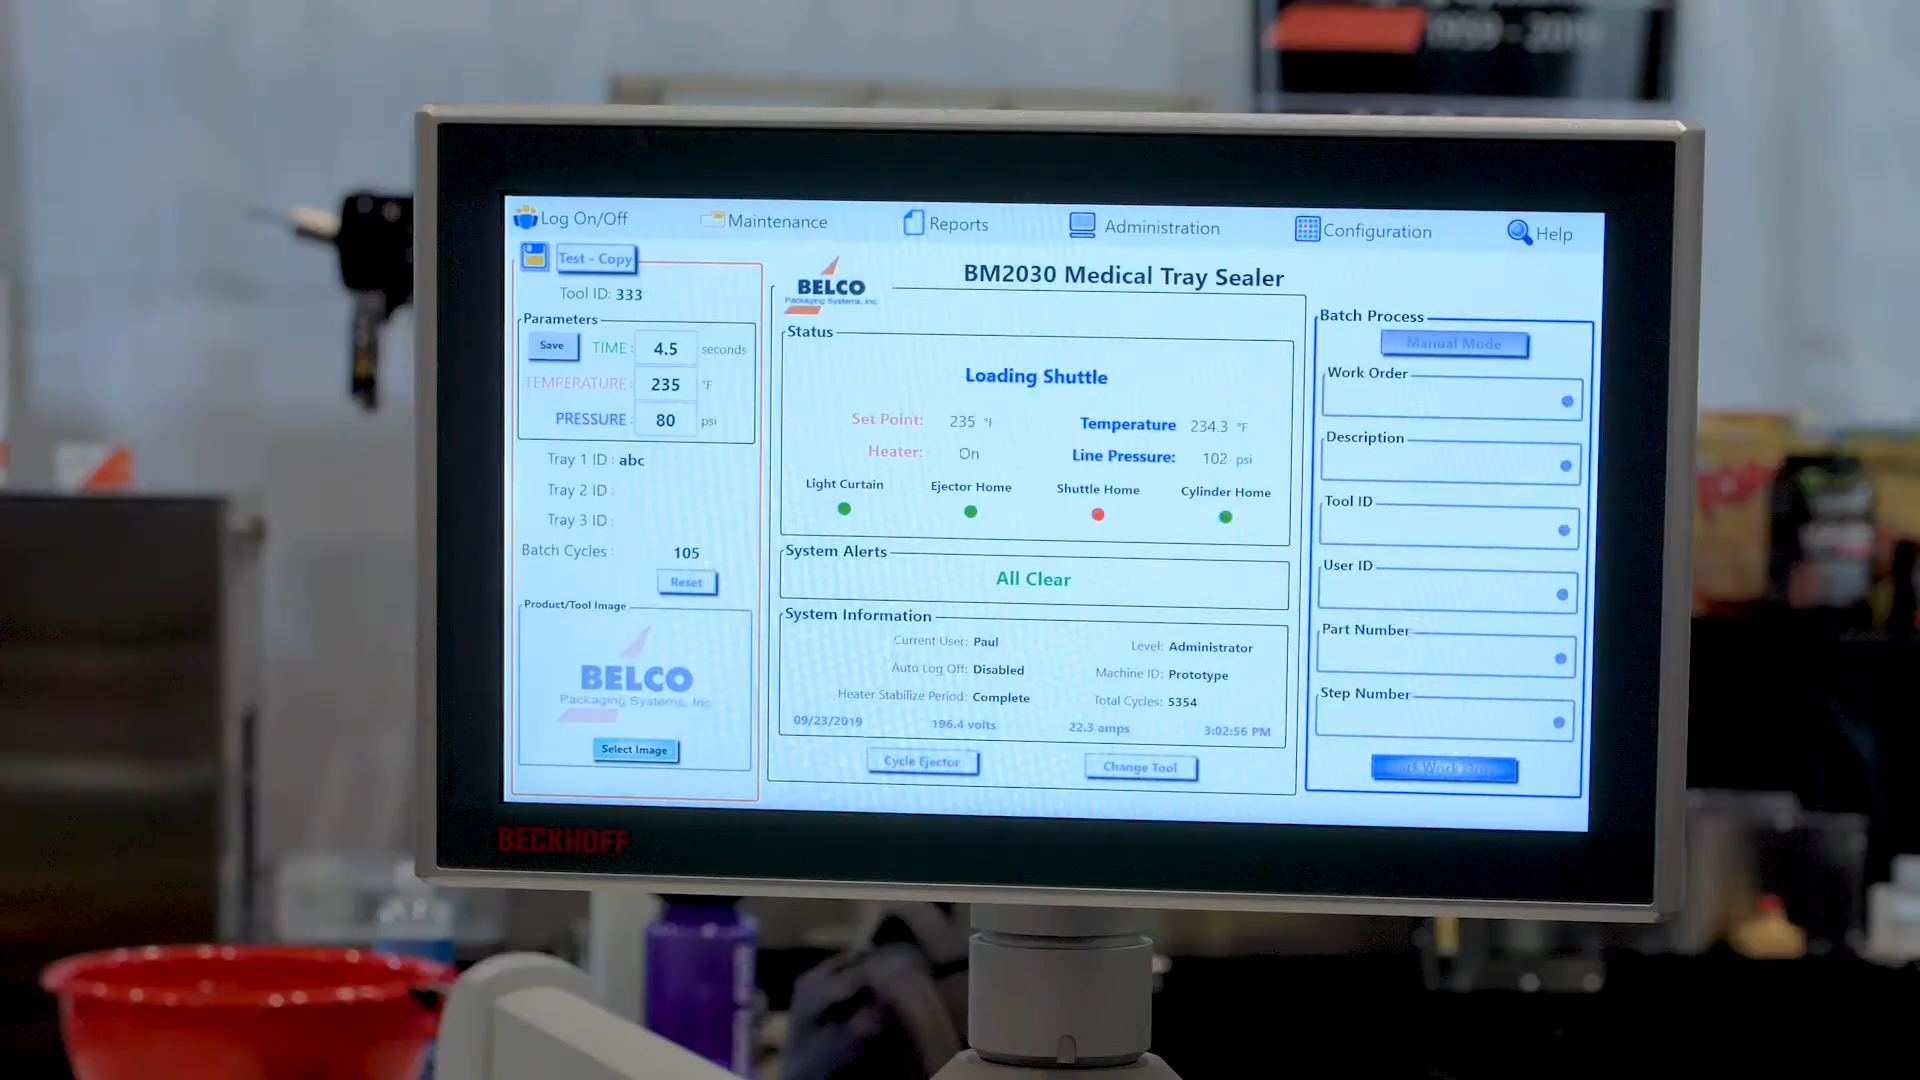 1959 - 201
Log On/Off Maintenance Reports Administration Configuration Help
Test - Copy
Tool ID: 333
Parameters
Save TIME: 4.5 seconds
TEMPERATURE: 235 °F
PRESSURE: 80 psi
Tray 1 ID : abc
Tray 2 ID :
Tray 3 ID :
Batch Cycles : 105
Reset
Product/Tool Image
BELCO
Packaging Systems, Inc
Select Image
BELCO
Packaging Systems, Inc.
BM2030 Medical Tray Sealer
Status
Loading Shuttle
Set Point: 235 °F Temperature 234.3 °F
Heater: On Line Pressure: 102 psi
Light Curtain Ejector Home Shuttle Home Cylinder Home
System Alerts
All Clear
System Information
Current User: Paul Level: Administrator
Auto Log Off: Disabled Machine ID: Prototype
Heater Stabilize Period: Complete Total Cycles: 5354
09/23/2019 196.4 volts 22.3 amps 3:02:56 PM
Cycle Ejector Change Tool
Batch Process
Manual Mode
Work Order
Description
Tool ID
User ID
Part Number
Step Number
Work
BECKHOFF